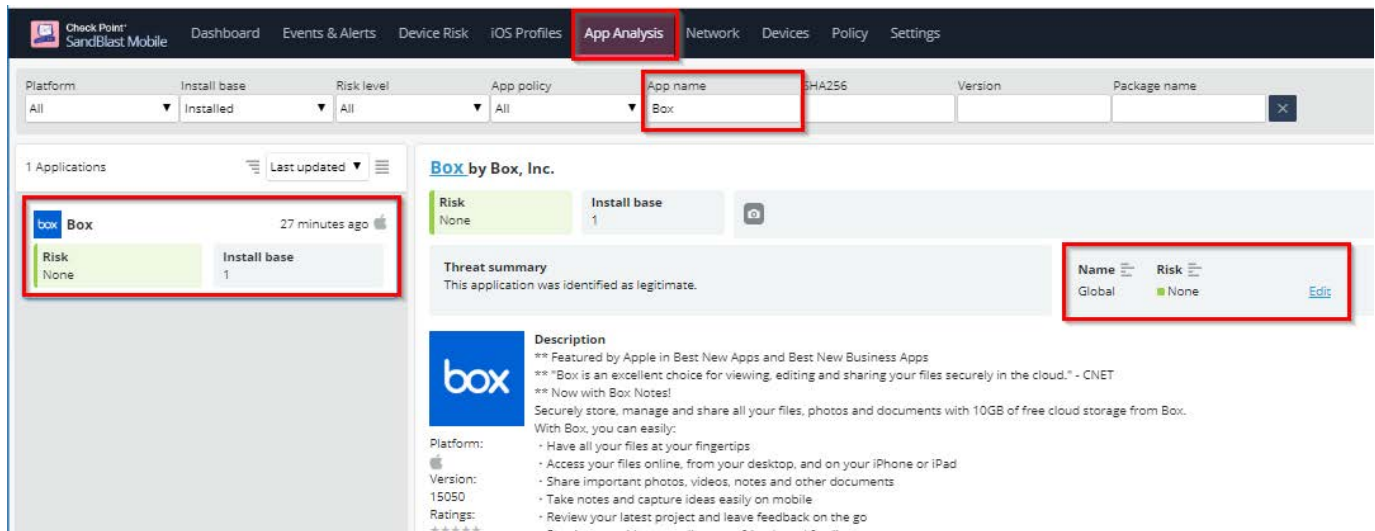 Check Point
SandBlast Mobile
Dashboard
Events & Alerts
Device Risk
iOS Profiles
App Analysis
Network
Devices
Policy
Settings
Platform
Install base
Risk level
App policy
App name
SHA256
Version
Package name
All
Installed
All
All
Box
1 Applications
Last updated
box Box
27 minutes ago
Risk
None
Install base
1
Box by Box, Inc.
Risk
None
Install base
1
Threat summary
This application was identified as legitimate.
Name
Risk
Global
None
Edit
box
Description
** Featured by Apple in Best New Apps and Best New Business Apps
** "Box is an excellent choice for viewing, editing and sharing your files securely in the cloud." - CNET
** Now with Box Notes!
Securely store, manage and share all your files, photos and documents with 10GB of free cloud storage from Box.
With Box, you can easily:
- Have all your files at your fingertips
- Access your files online, from your desktop, and on your iPhone or iPad
- Share important photos, videos, notes and other documents
- Take notes and capture ideas easily on mobile
- Review your latest project and leave feedback on the go
Platform:
Version:
15050
Ratings: